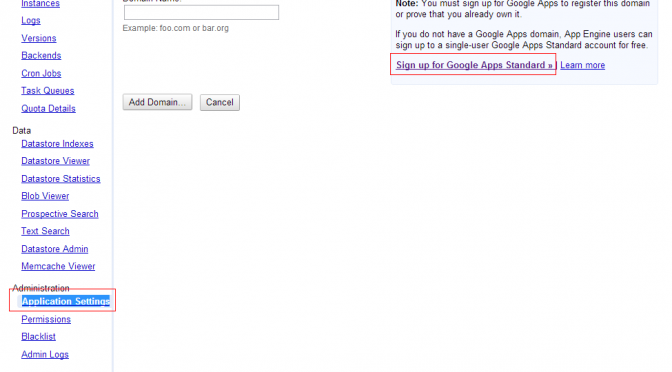 Instances
Logs
Versions
Backends
Cron Jobs
Task Queues
Quota Details
Data
Datastore Indexes
Datastore Viewer
Datastore Statistics
Blob Viewer
Prospective Search
Text Search
Datastore Admin
Memcache Viewer
Administration
Application Settings
Permissions
Blacklist
Admin Logs
Domain Name:
Example: foo.com or bar.org
Add Domain...
Cancel
Note: You must sign up for Google Apps to register this domain
or prove that you already own it.
If you do not have a Google Apps domain, App Engine users can
sign up to a single-user Google Apps Standard account for free.
Sign up for Google Apps Standard » | Learn more